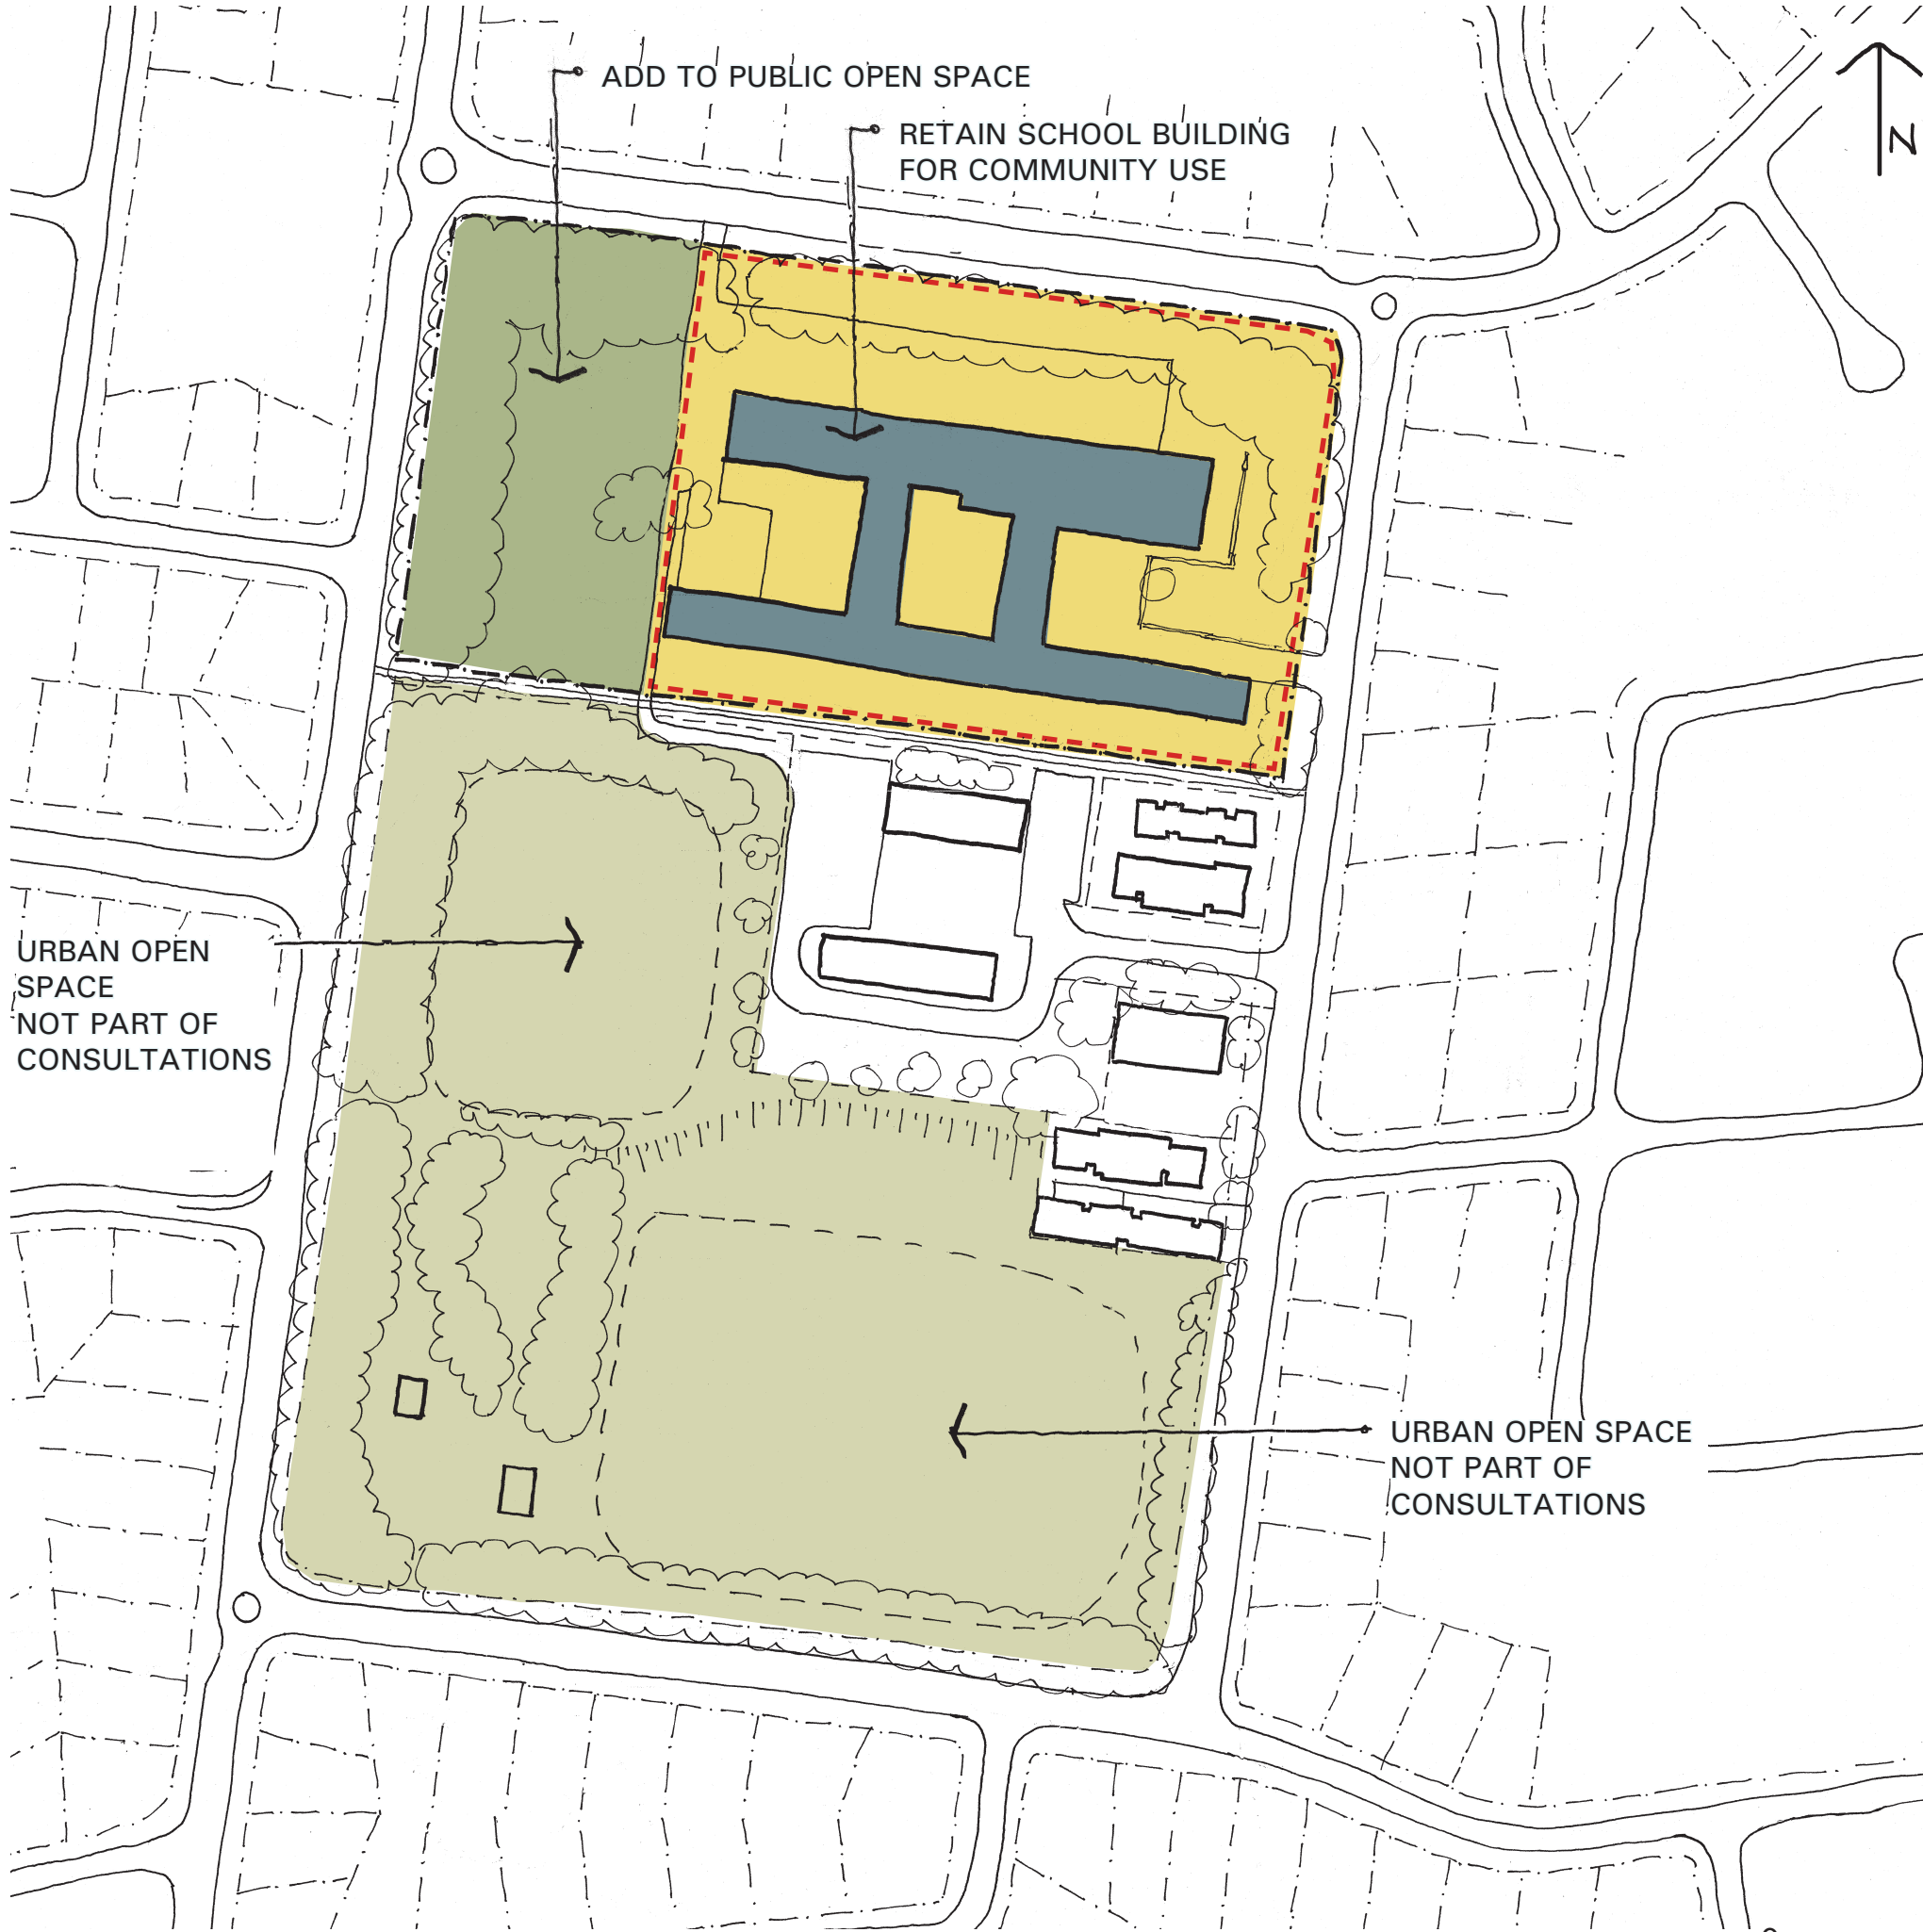 ADD TO PUBLIC OPEN SPACE
RETAIN SCHOOL BUILDING
FOR COMMUNITY USE
N
URBAN OPEN
SPACE
NOT PART OF
CONSULTATIONS
URBAN OPEN SPACE
NOT PART OF
CONSULTATIONS